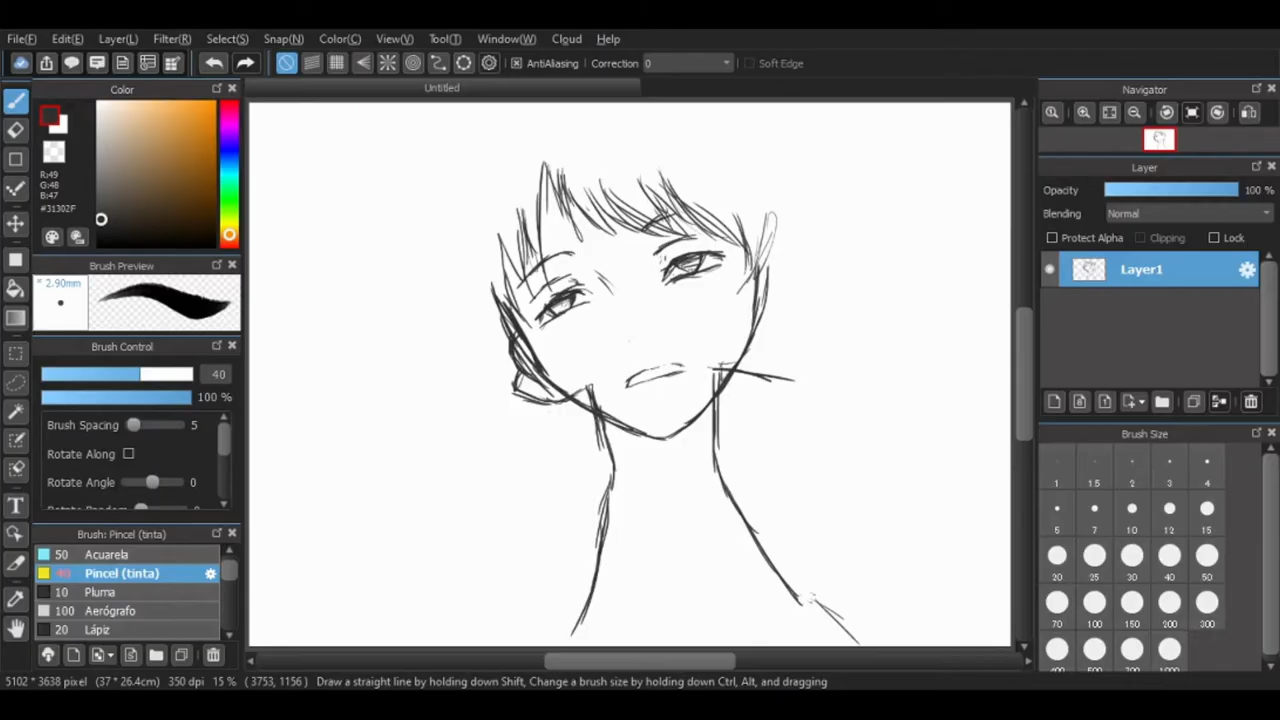 File(F) Edit(E) Layer(L) Filter(R) Select(S) Snap(N) Color(C) View(V) Tool(T) Window(W) Cloud Help
AntiAliasing Correction 0 Soft Edge
Color
R:49
G:48
B:47
#31302F
Brush Preview
* 2.90mm
Brush Control
40
100 %
Brush Spacing 5
Rotate Along
Rotate Angle 0
Brush: Pincel (tinta)
50 Acuarela
40 Pincel (tinta)
10 Pluma
100 Aerógrafo
20 Lápiz
Untitled
Navigator
Layer
Opacity 100 %
Blending Normal
Protect Alpha Clipping Lock
Layer1
Brush Size
1 1.5 2 3 4
5 7 10 12 15
20 25 30 40 50
70 100 150 200 300
5102 * 3638 pixel (37 * 26.4cm) 350 dpi 15 % ( 3753, 1156 ) Draw a straight line by holding down Shift, Change a brush size by holding down Ctrl, Alt, and dragging